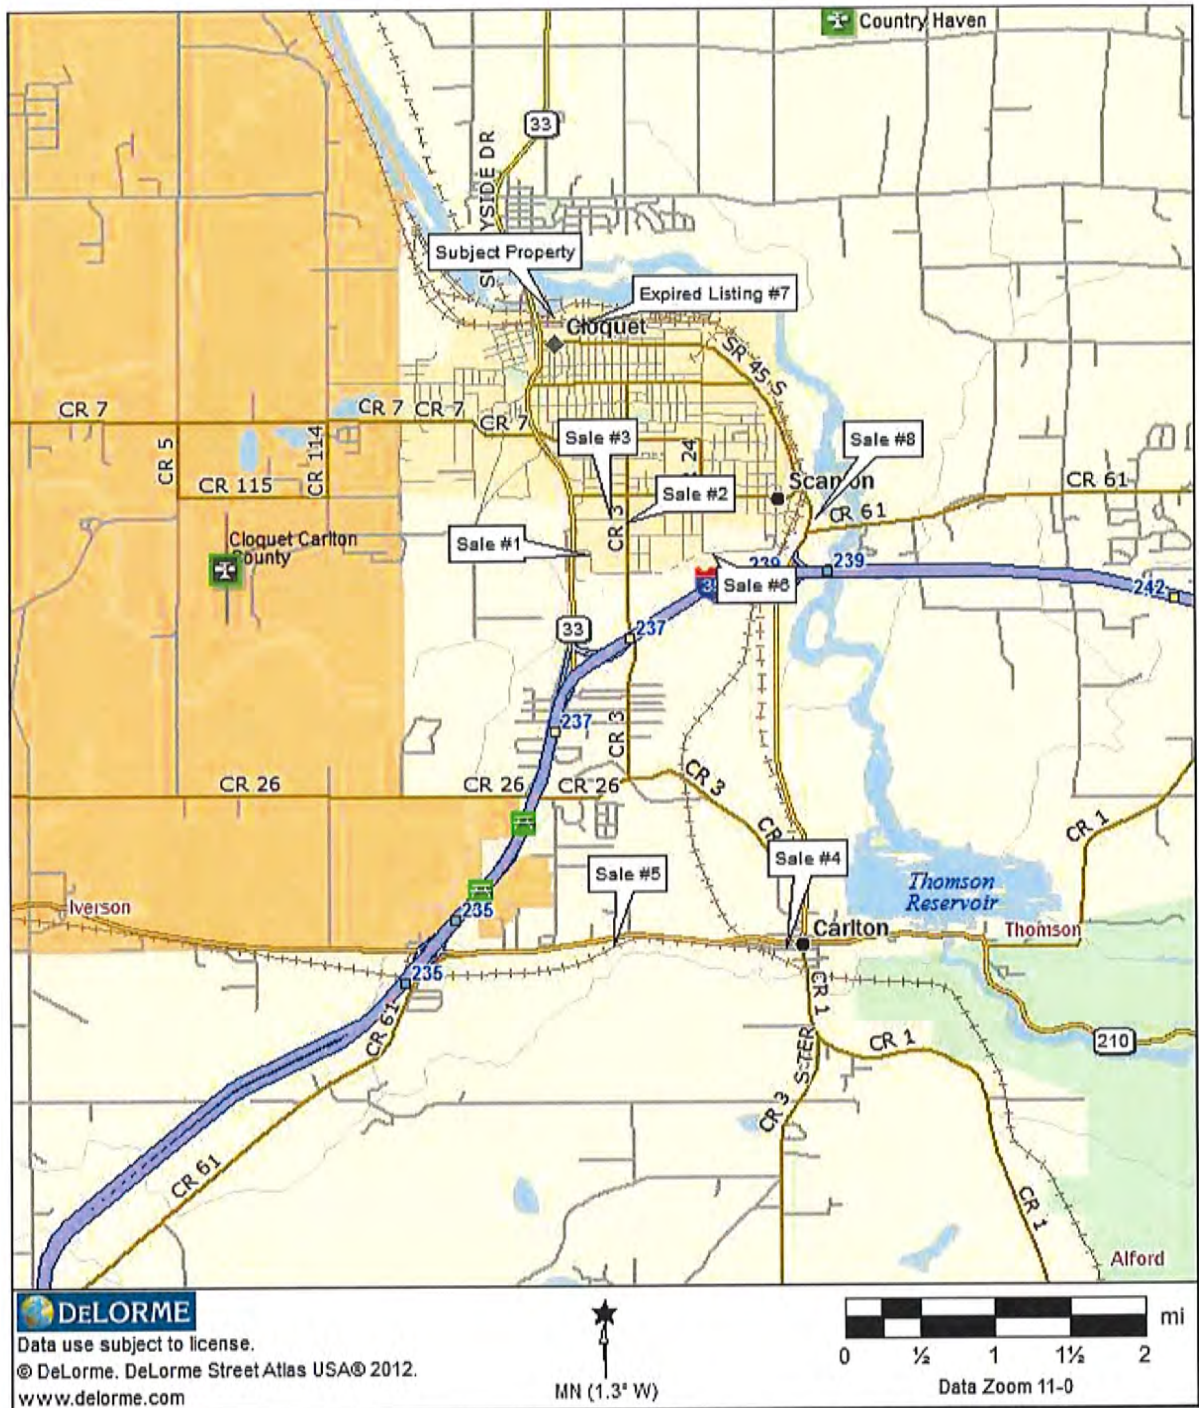 Country Haven
33
SU YSIDE DR
Subject Property
Expired Listing #7
Cloquet
SR 45 S
CR 7
CR 7
CR 7
CR 7
CR 5
CR 114
Sale #3
24
Sale #8
CR 115
Sale #2
Scanlon
CR 61
CR 61
CR 3
Sale #1
Cloquet Carlton
County
239
239
Sale #6
242
33
237
237
CR 3
CR 26
CR 26
CR 26
CR 3
CR
CR 1
Sale #4
Sale #5
Thomson
Reservoir
Iverson
235
Carlton
Thomson
235
CR 1
CR 61
210
CR 1
S TER
CR 3
CR 61
CR 1
Alford
DELORME
Data use subject to license.
© DeLorme. DeLorme Street Atlas USA® 2012.
www.delorme.com
MN (1.3° W)
mi
0 ½ 1 1½ 2
Data Zoom 11-0